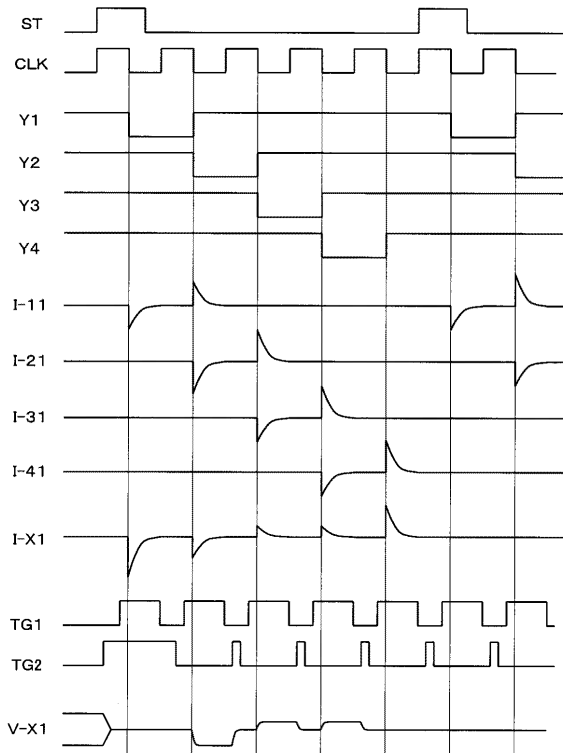 ST
CLK
Y1
Y2
Y3
Y4
I-11
I-21
I-31
I-41
I-X1
TG1
TG2
V-X1